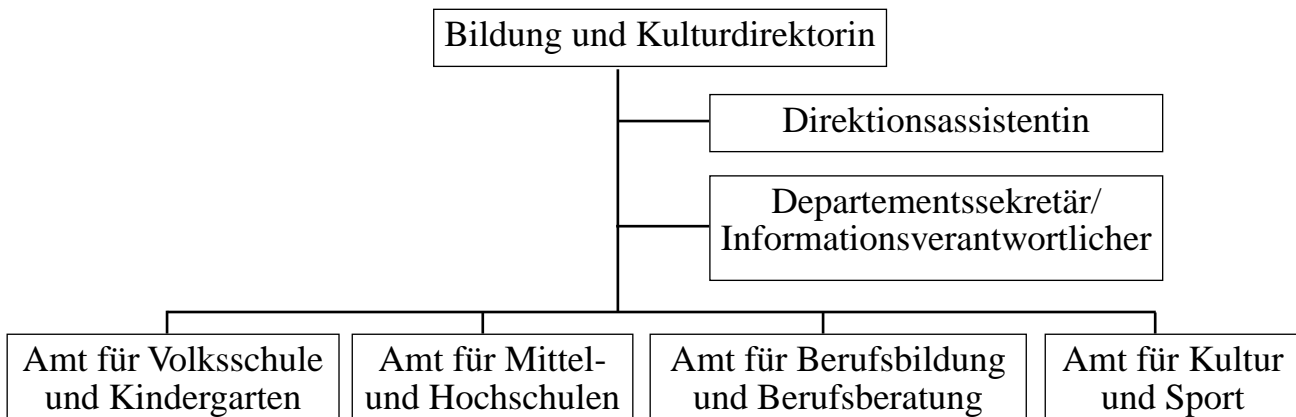 Bildung und Kulturdirektorin
Direktionsassistentin
Departementssekretär/
Informationsverantwortlicher
Amt für Volksschule
und Kindergarten
Amt für Mittel-
und Hochschulen
Amt für Berufsbildung
und Berufsberatung
Amt für Kultur
und Sport